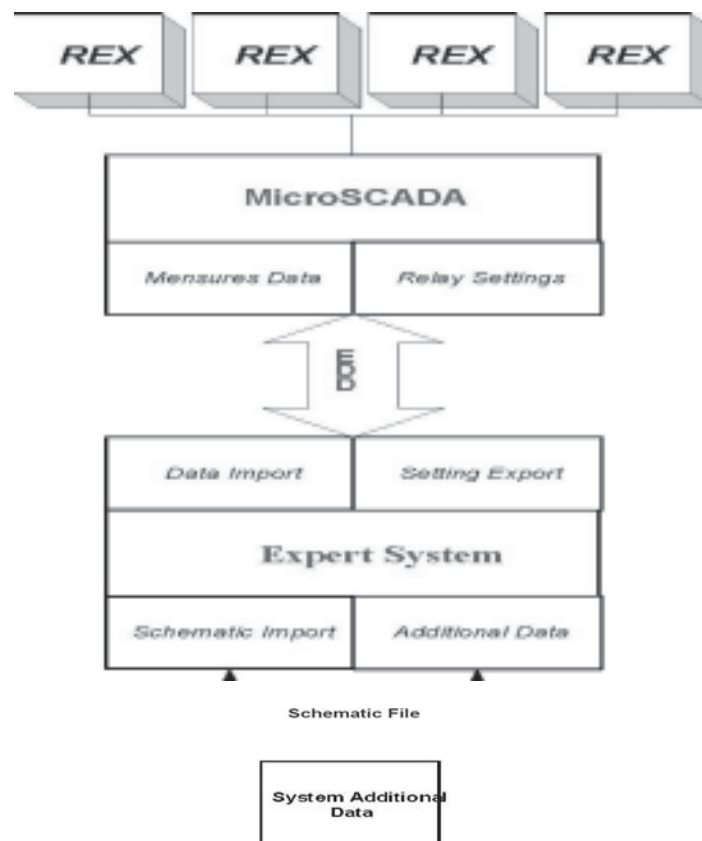 REX REX REX REX
MicroSCADA
Mensures Data Relay Settings
E
D
D
Data Import Setting Export
Expert System
Schematic Import Additional Data
Schematic File
System Additional
Data